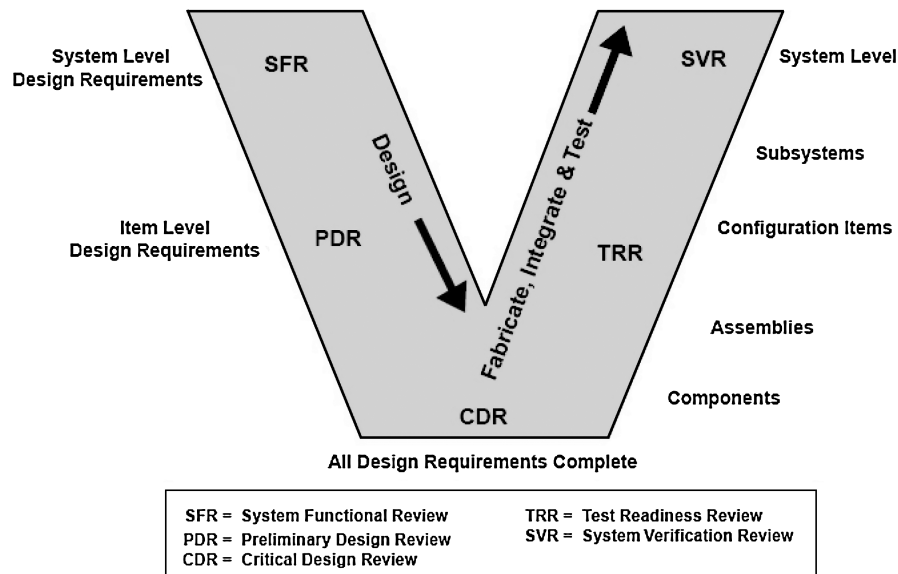 System Level
Design Requirements
SFR
SVR
System Level
Design
Fabricate, Integrate & Test
Subsystems
Item Level
Design Requirements
PDR
TRR
Configuration Items
Assemblies
Components
CDR
All Design Requirements Complete
SFR = System Functional Review
PDR = Preliminary Design Review
CDR = Critical Design Review
TRR = Test Readiness Review
SVR = System Verification Review